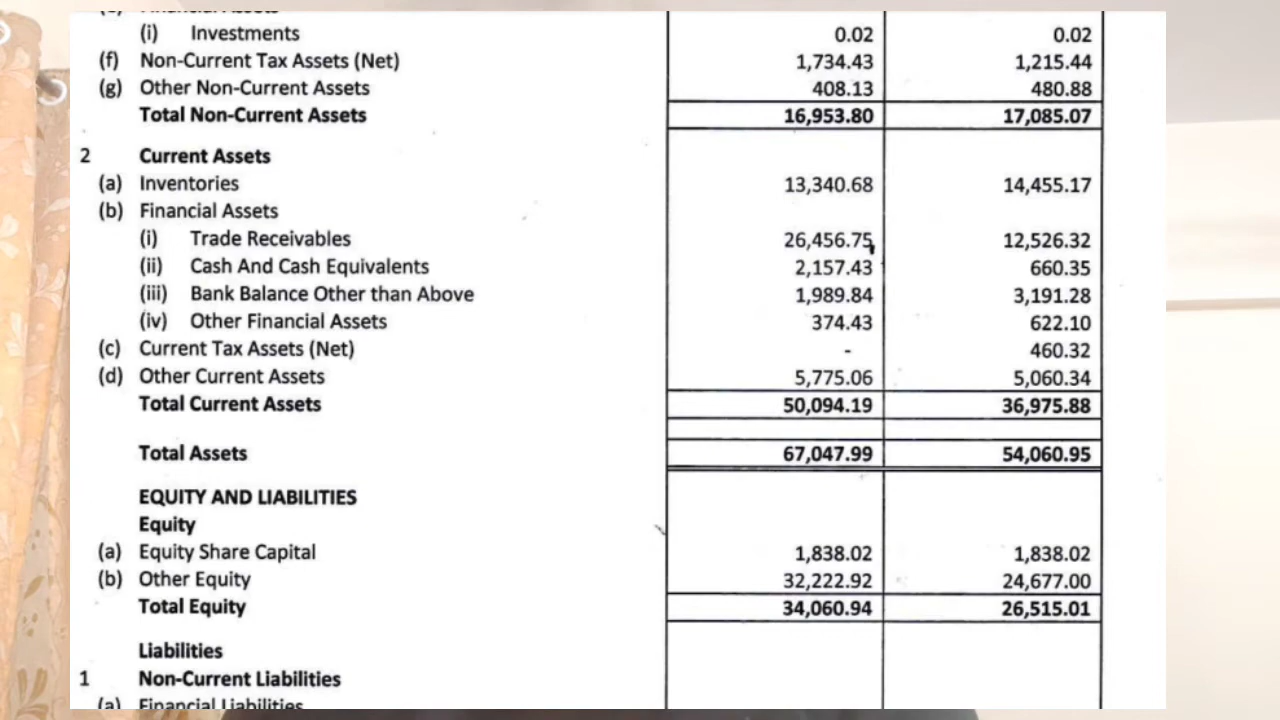 (i) Investments 0.02 0.02
(f) Non-Current Tax Assets (Net) 1,734.43 1,215.44
(g) Other Non-Current Assets 408.13 480.88
Total Non-Current Assets 16,953.80 17,085.07
2 Current Assets
(a) Inventories 13,340.68 14,455.17
(b) Financial Assets
(i) Trade Receivables 26,456.75 12,526.32
(ii) Cash And Cash Equivalents 2,157.43 660.35
(iii) Bank Balance Other than Above 1,989.84 3,191.28
(iv) Other Financial Assets 374.43 622.10
(c) Current Tax Assets (Net) - 460.32
(d) Other Current Assets 5,775.06 5,060.34
Total Current Assets 50,094.19 36,975.88
Total Assets 67,047.99 54,060.95
EQUITY AND LIABILITIES
Equity
(a) Equity Share Capital 1,838.02 1,838.02
(b) Other Equity 32,222.92 24,677.00
Total Equity 34,060.94 26,515.01
Liabilities
1 Non-Current Liabilities
(a) Financial Liabilities